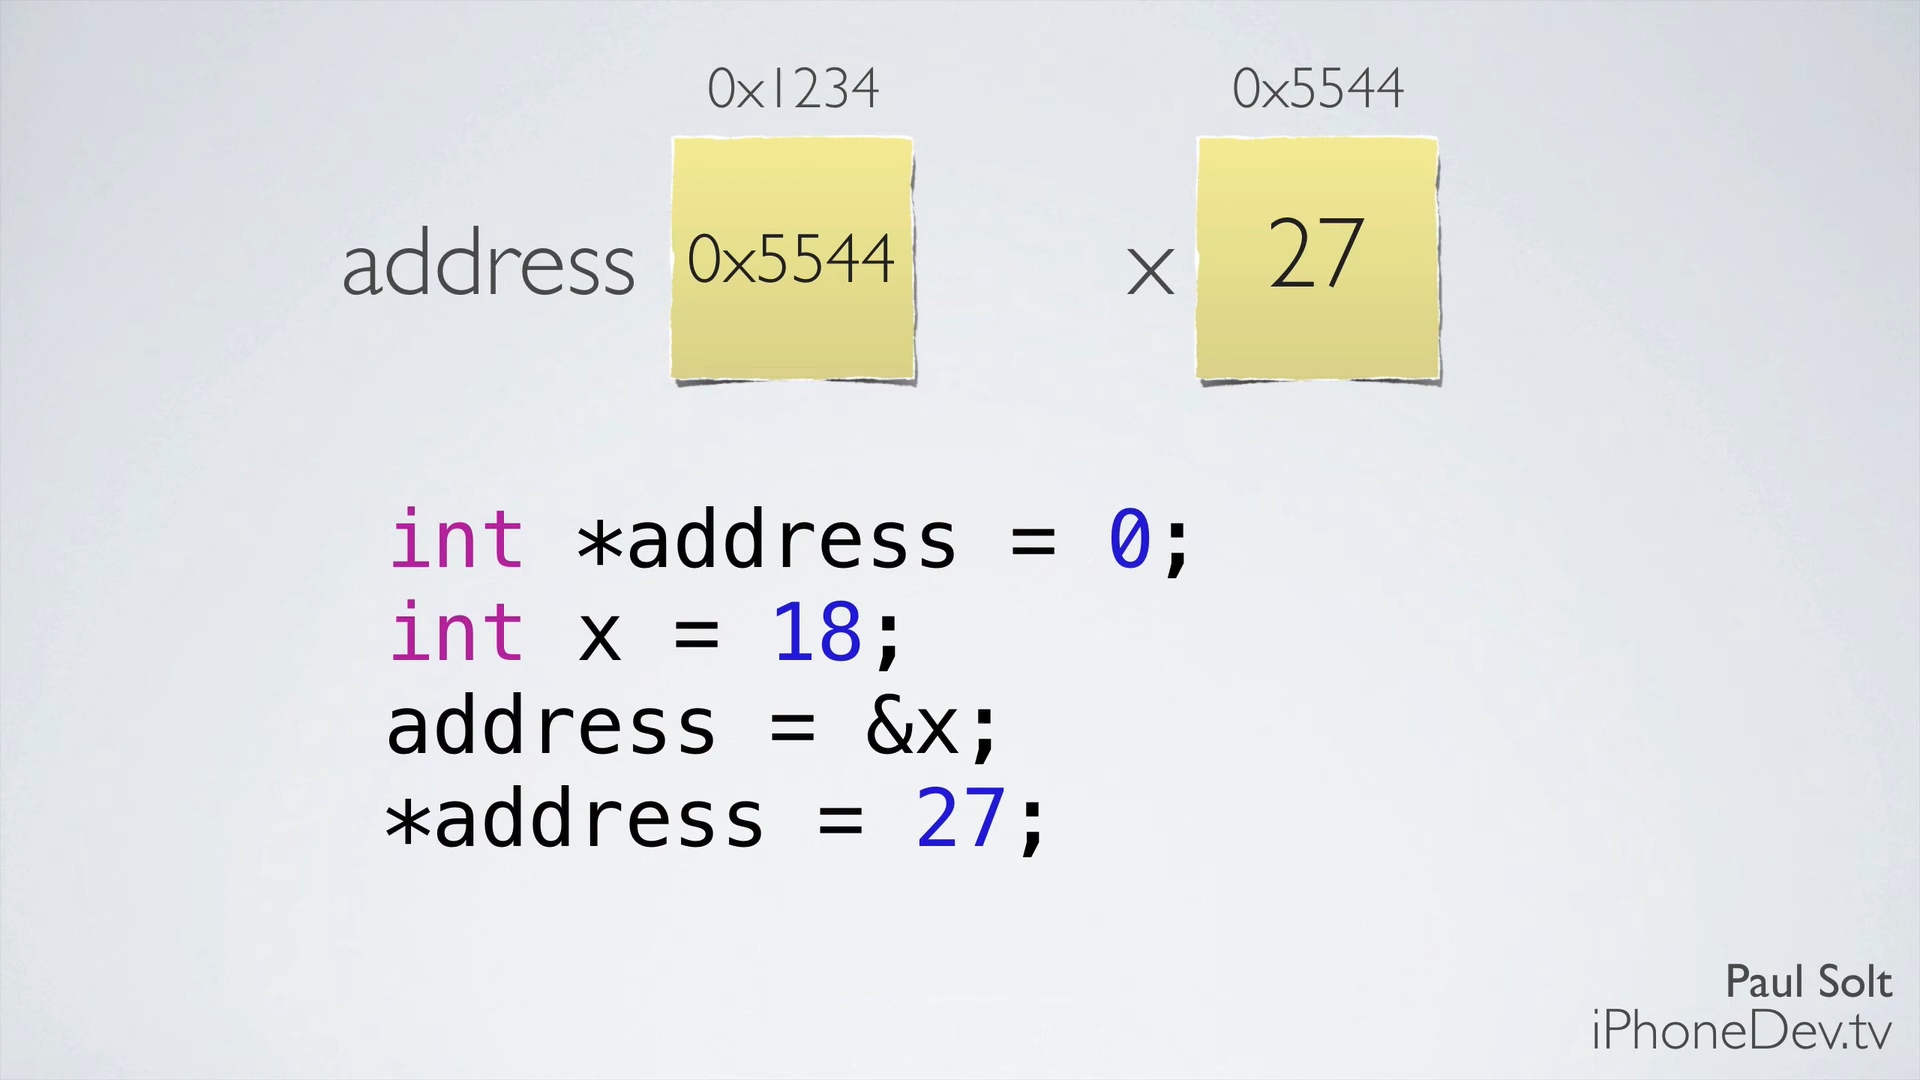 0x1234 0x5544
address 0x5544 x 27
int *address = 0;
int x = 18;
address = &x;
*address = 27;
Paul Solt
iPhoneDev.tv